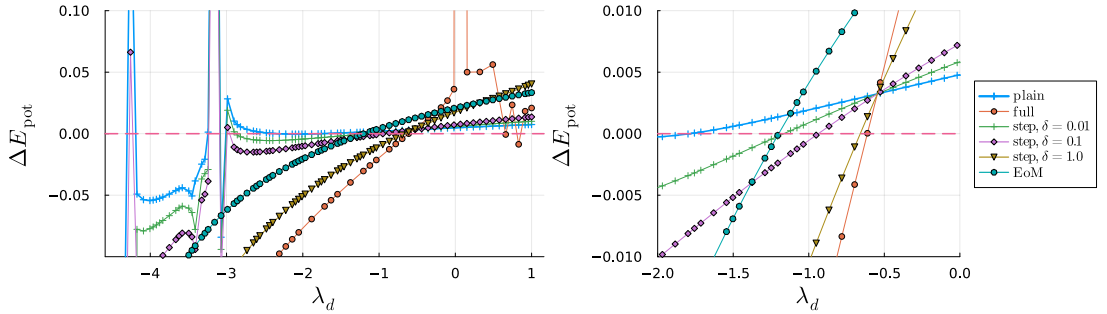 ΔE_pot
0.05
0.00
−0.05
−4
−3
−2
−1
0
1
λ_d
ΔE_pot
0.010
0.005
0.000
−0.005
−0.010
−2.0
−1.5
−1.0
−0.5
0.0
λ_d
plain
full
step, δ = 0.01
step, δ = 0.1
step, δ = 1.0
EoM